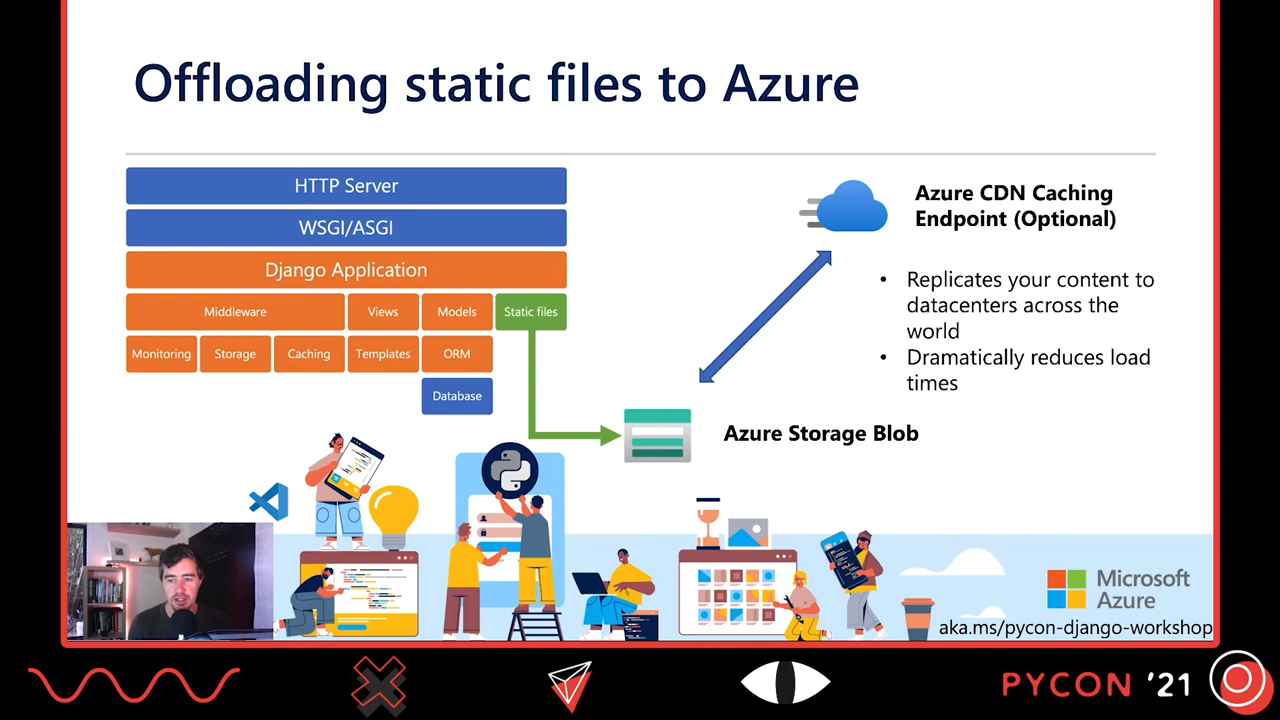 Offloading static files to Azure
HTTP Server
WSGI/ASGI
Django Application
Middleware
Views
Models
Static files
Monitoring
Storage
Caching
Templates
ORM
Database
Azure CDN Caching
Endpoint (Optional)
• Replicates your content to
datacenters across the
world
• Dramatically reduces load
times
Azure Storage Blob
Microsoft
Azure
aka.ms/pycon-django-workshop
PYCON '21